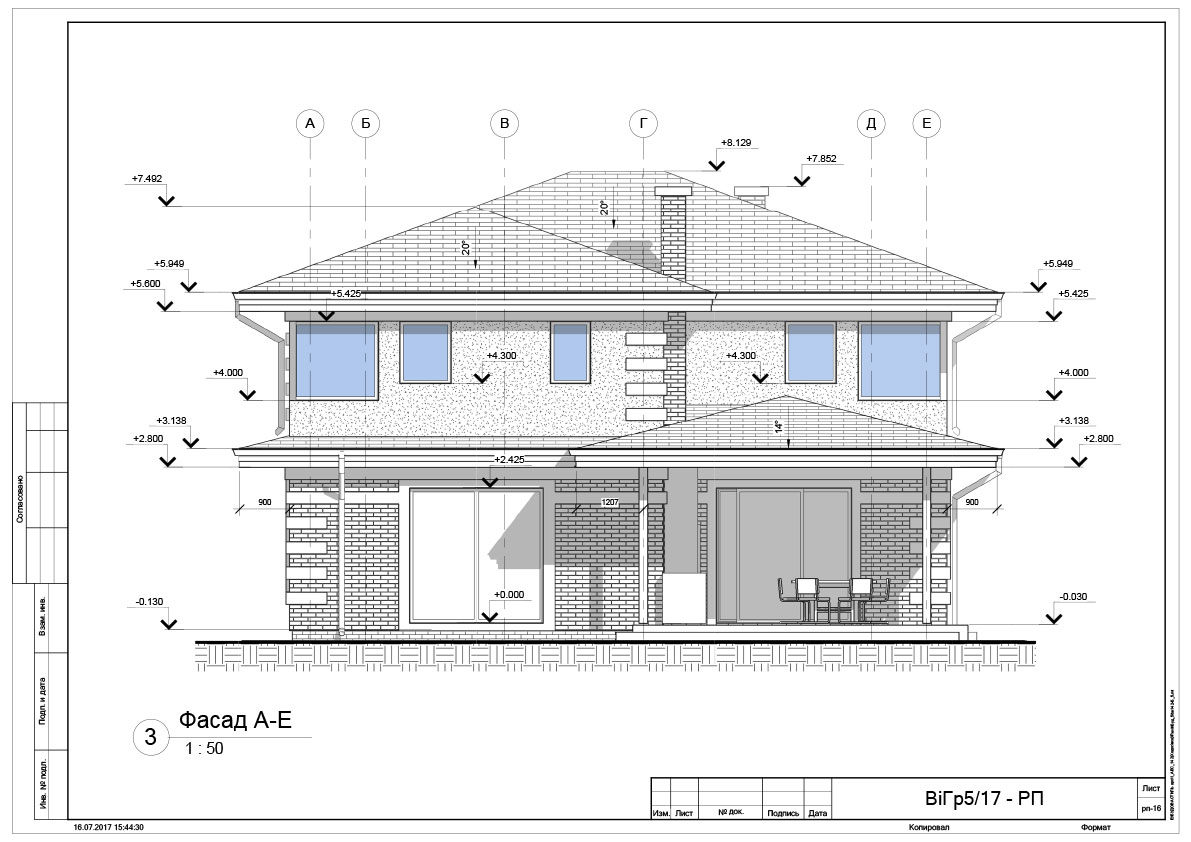 А Б В Г Д Е
+8.129
+7.852
+7.492
20°
20°
+5.949 +5.949
+5.600 +5.425 +5.425
+4.300 +4.300
+4.000 +4.000
+3.138 14° +3.138
+2.800 +2.800
+2.425
900 1207 900
+0.000
-0.130 -0.030
3 Фасад А-Е
1 : 50
Согласовано
Взам. инв.
Подп. и дата
Инв. № подл.
Изм. Лист № док. Подпись Дата
ВіГр5/17 - РП
Лист
рп-16
16.07.2017 15:44:30 Копировал Формат